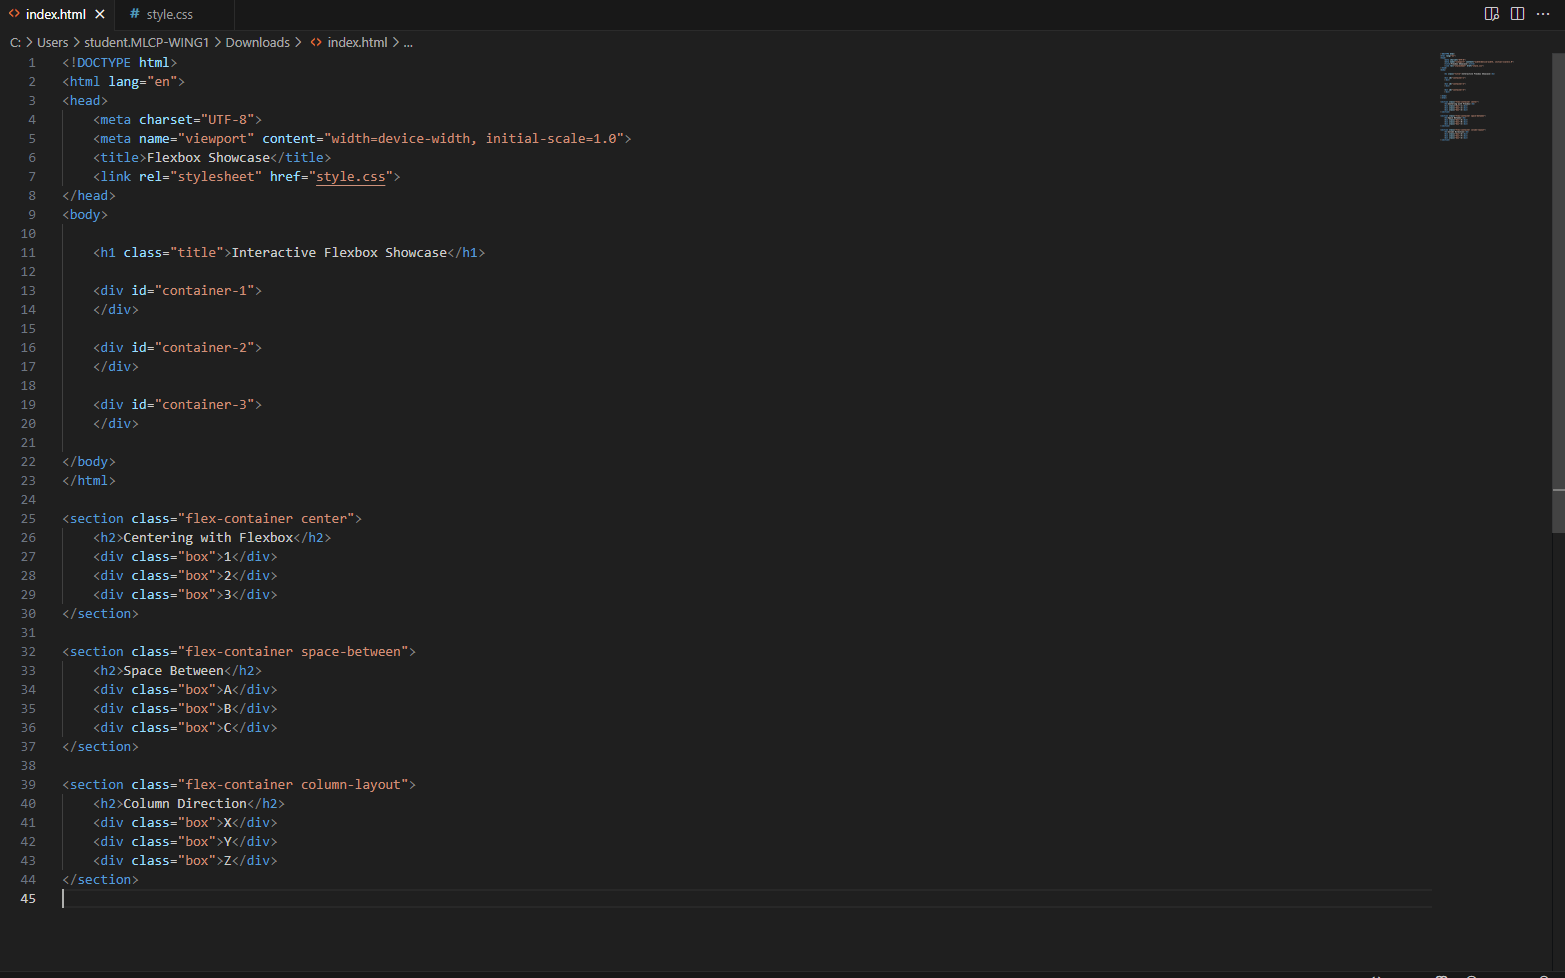 index.html
style.css
C: > Users > student.MLCP-WING1 > Downloads > index.html > ...
1 <!DOCTYPE html>
2 <html lang="en">
3 <head>
4     <meta charset="UTF-8">
5     <meta name="viewport" content="width=device-width, initial-scale=1.0">
6     <title>Flexbox Showcase</title>
7     <link rel="stylesheet" href="style.css">
8 </head>
9 <body>
10
11     <h1 class="title">Interactive Flexbox Showcase</h1>
12
13     <div id="container-1">
14     </div>
15
16     <div id="container-2">
17     </div>
18
19     <div id="container-3">
20     </div>
21
22 </body>
23 </html>
24
25 <section class="flex-container center">
26     <h2>Centering with Flexbox</h2>
27     <div class="box">1</div>
28     <div class="box">2</div>
29     <div class="box">3</div>
30 </section>
31
32 <section class="flex-container space-between">
33     <h2>Space Between</h2>
34     <div class="box">A</div>
35     <div class="box">B</div>
36     <div class="box">C</div>
37 </section>
38
39 <section class="flex-container column-layout">
40     <h2>Column Direction</h2>
41     <div class="box">X</div>
42     <div class="box">Y</div>
43     <div class="box">Z</div>
44 </section>
45